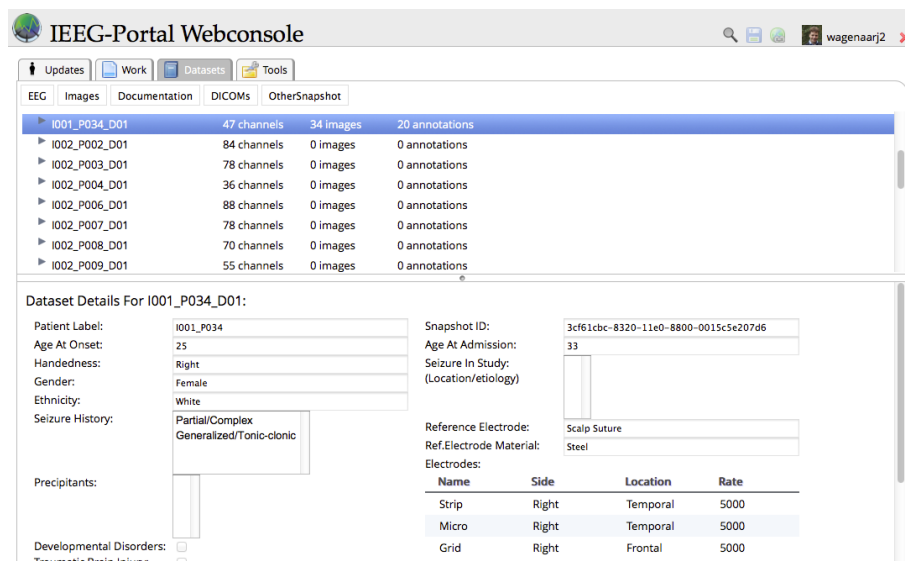 IEEG-Portal Webconsole
wagenaarj2
Updates Work Datasets Tools
EEG Images Documentation DICOMs OtherSnapshot
I001_P034_D01 47 channels 34 images 20 annotations
I002_P002_D01 84 channels 0 images 0 annotations
I002_P003_D01 78 channels 0 images 0 annotations
I002_P004_D01 36 channels 0 images 0 annotations
I002_P006_D01 88 channels 0 images 0 annotations
I002_P007_D01 78 channels 0 images 0 annotations
I002_P008_D01 70 channels 0 images 0 annotations
I002_P009_D01 55 channels 0 images 0 annotations
Dataset Details For I001_P034_D01:
Patient Label: I001_P034
Age At Onset: 25
Handedness: Right
Gender: Female
Ethnicity: White
Seizure History: Partial/Complex
Generalized/Tonic-clonic
Precipitants:
Developmental Disorders:
Traumatic Brain Injury
Snapshot ID: 3cf61cbc-8320-11e0-8800-0015c5e207d6
Age At Admission: 33
Seizure In Study:
(Location/etiology)
Reference Electrode: Scalp Suture
Ref.Electrode Material: Steel
Electrodes:
Name Side Location Rate
Strip Right Temporal 5000
Micro Right Temporal 5000
Grid Right Frontal 5000